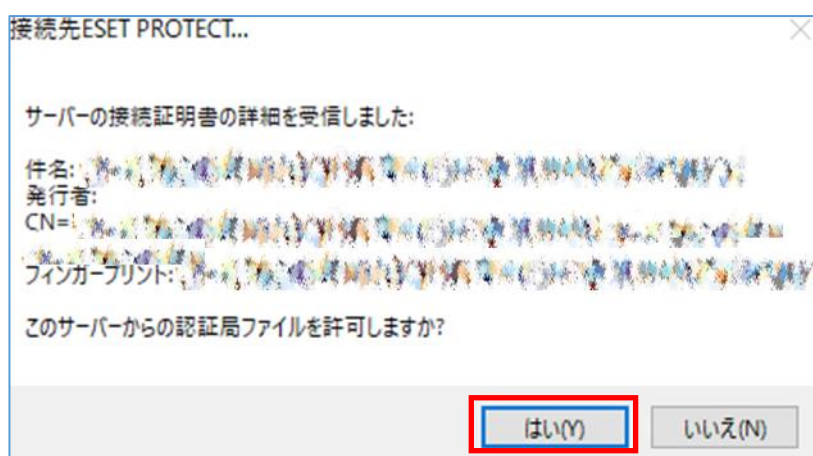 接続先ESET PROTECT...
サーバーの接続証明書の詳細を受信しました:
件名:
発行者:
CN=
フィンガープリント:
このサーバーからの認証局ファイルを許可しますか?
はい(Y)
いいえ(N)